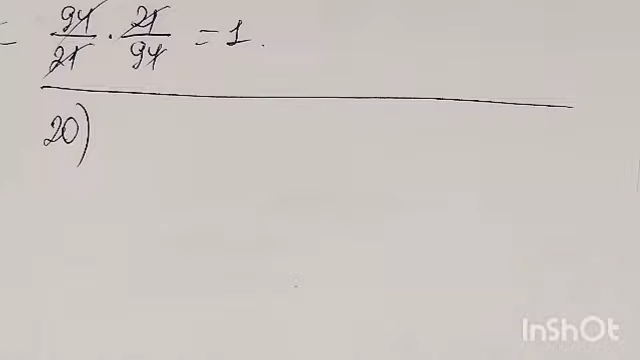 = 94/21 · 21/94 = 1.
20)
InShOt